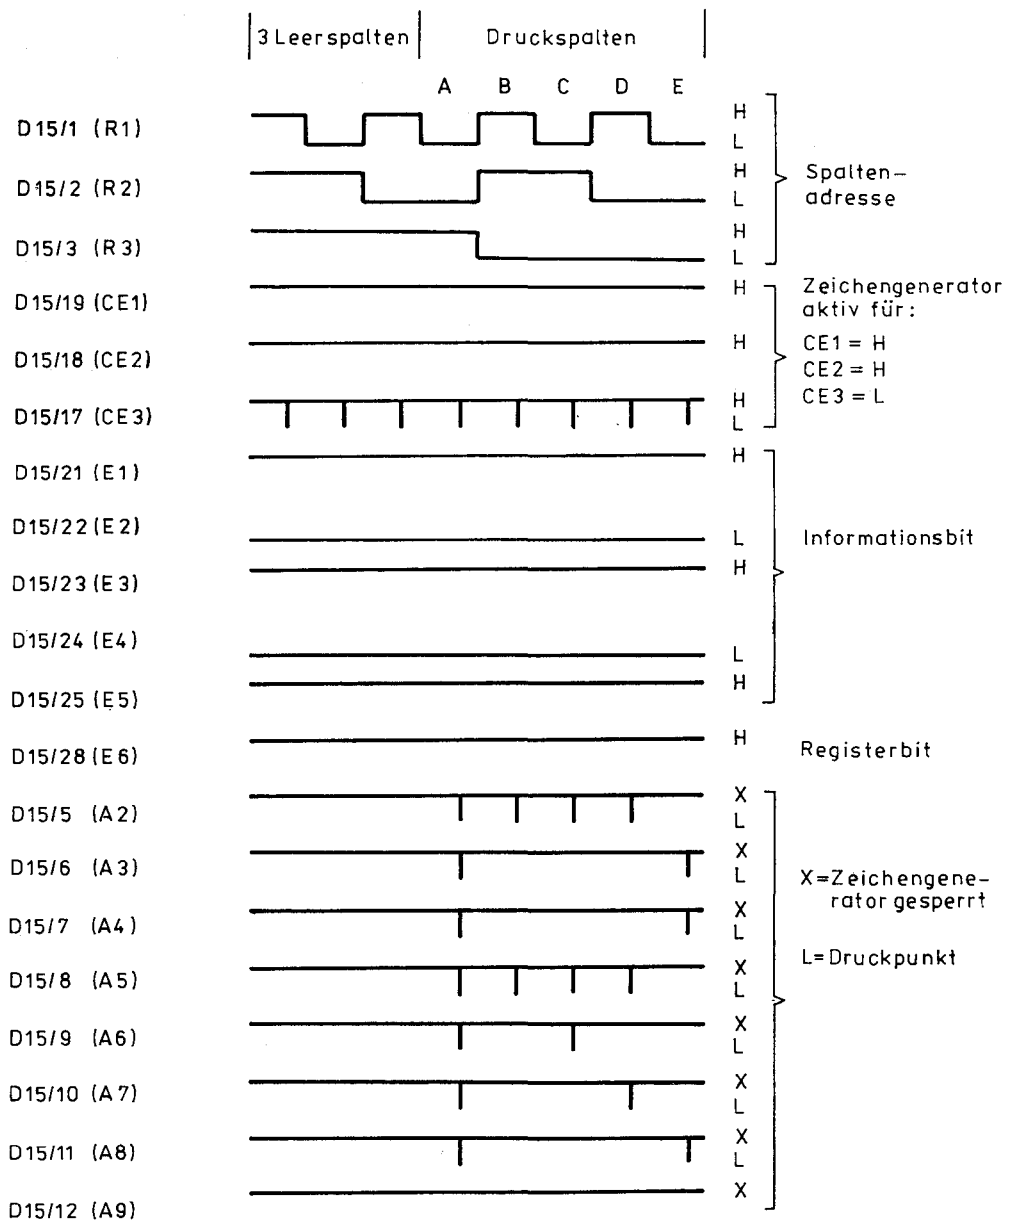 3 Leerspalten Druckspalten
A B C D E
D15/1 (R1) H
L
D15/2 (R2) H
L
Spalten-
adresse
D15/3 (R3) H
L
D15/19 (CE1) H
Zeichengenerator
aktiv für:
D15/18 (CE2) H
CE1 = H
CE2 = H
CE3 = L
D15/17 (CE3) H
L
D15/21 (E1) H
D15/22 (E2) L
Informationsbit
D15/23 (E3) H
D15/24 (E4) L
D15/25 (E5) H
D15/28 (E6) H
Registerbit
D15/5 (A2) X
L
D15/6 (A3) X
L
X=Zeichengene-
rator gesperrt
D15/7 (A4) X
L
L=Druckpunkt
D15/8 (A5) X
L
D15/9 (A6) X
L
D15/10 (A7) X
L
D15/11 (A8) X
L
D15/12 (A9) X